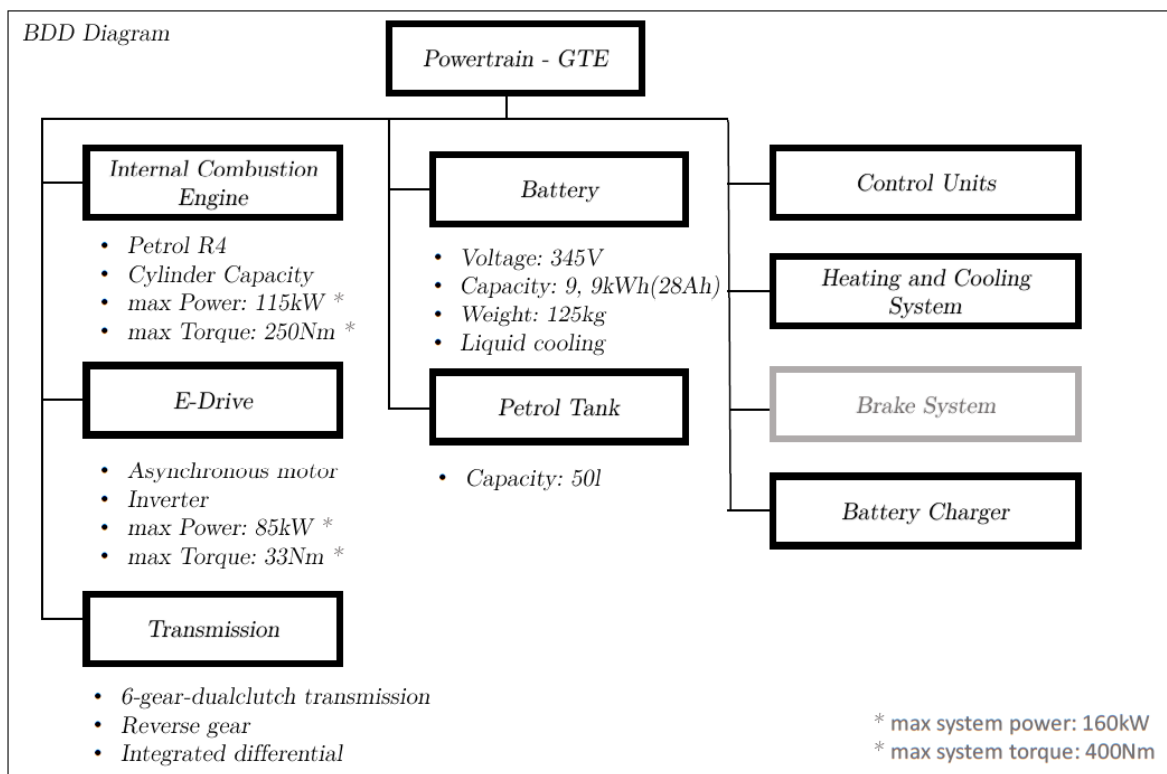 BDD Diagram
Powertrain - GTE
Internal Combustion
Engine
• Petrol R4
• Cylinder Capacity
• max Power: 115kW *
• max Torque: 250Nm *
E-Drive
• Asynchronous motor
• Inverter
• max Power: 85kW *
• max Torque: 33Nm *
Transmission
• 6-gear-dualclutch transmission
• Reverse gear
• Integrated differential
Battery
• Voltage: 345V
• Capacity: 9, 9kWh(28Ah)
• Weight: 125kg
• Liquid cooling
Petrol Tank
• Capacity: 50l
Control Units
Heating and Cooling
System
Brake System
Battery Charger
* max system power: 160kW
* max system torque: 400Nm